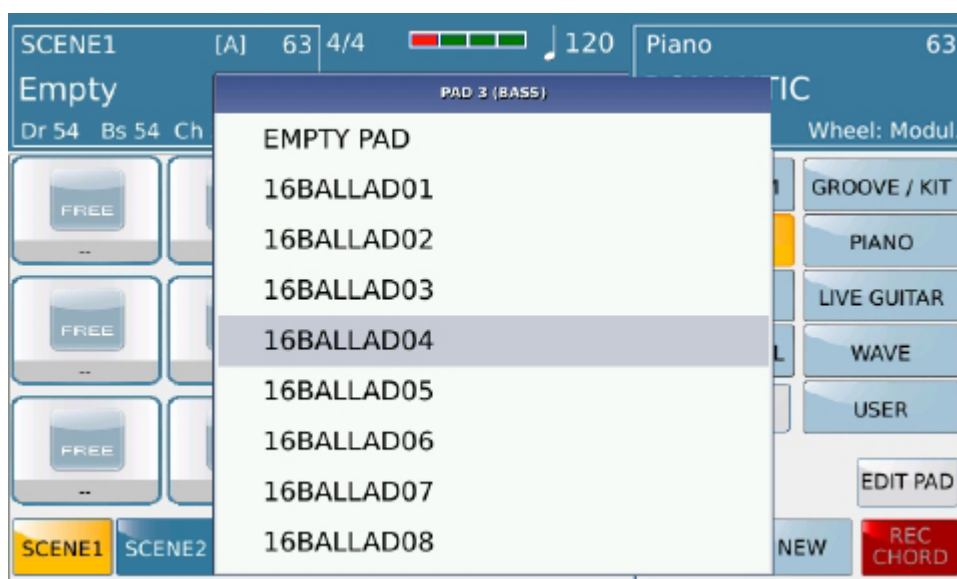 SCENE1 [A] 63 4/4 120 Piano 63
Empty
Dr 54 Bs 54 Ch
Wheel: Modul.
PAD 3 (BASS)
EMPTY PAD
16BALLAD01
16BALLAD02
16BALLAD03
16BALLAD04
16BALLAD05
16BALLAD06
16BALLAD07
16BALLAD08
FREE
--
FREE
--
FREE
--
GROOVE / KIT
PIANO
LIVE GUITAR
WAVE
USER
EDIT PAD
SCENE1 SCENE2
NEW
REC
CHORD